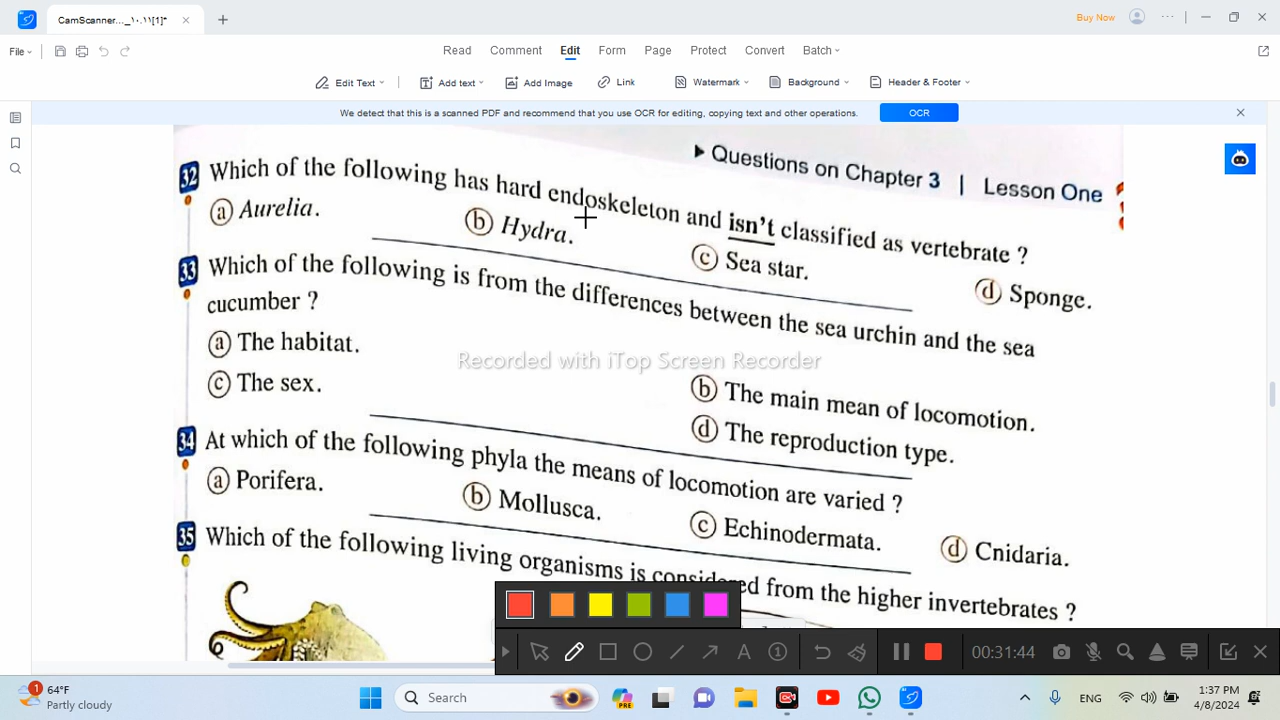 CamScanner..._١٠.١١[1]*
Buy Now
File
Read Comment Edit Form Page Protect Convert Batch
Edit Text Add text Add Image Link Watermark Background Header & Footer
We detect that this is a scanned PDF and recommend that you use OCR for editing, copying text and other operations. OCR
Questions on Chapter 3 | Lesson One
32 Which of the following has hard endoskeleton and isn't classified as vertebrate ?
a Aurelia. b Hydra. c Sea star. d Sponge.
33 Which of the following is from the differences between the sea urchin and the sea
cucumber ?
a The habitat.
b The main mean of locomotion.
c The sex.
d The reproduction type.
Recorded with iTop Screen Recorder
34 At which of the following phyla the means of locomotion are varied ?
a Porifera. b Mollusca. c Echinodermata. d Cnidaria.
35 Which of the following living organisms is considered from the higher invertebrates ?
A 1 00:31:44
1
64°F
Partly cloudy
Search
PRE
ENG
1:37 PM
4/8/2024